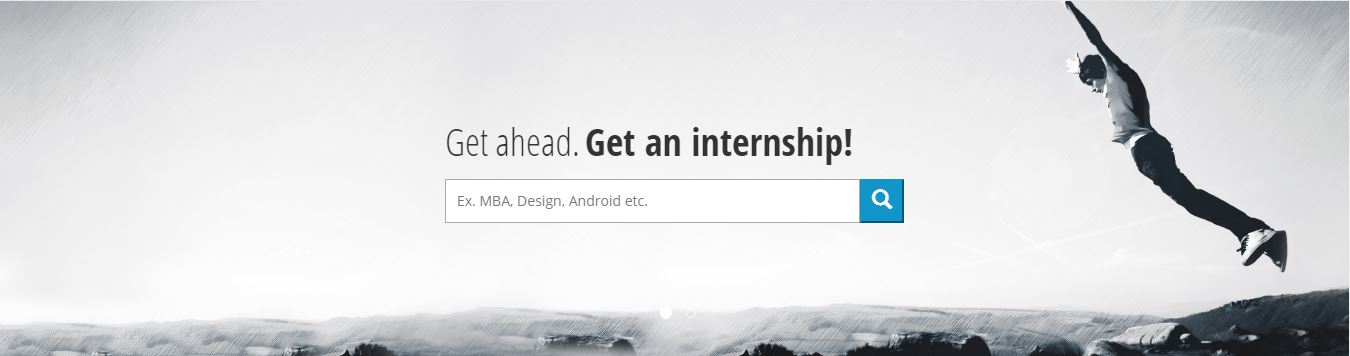 Get ahead. Get an internship!
Ex. MBA, Design, Android etc.